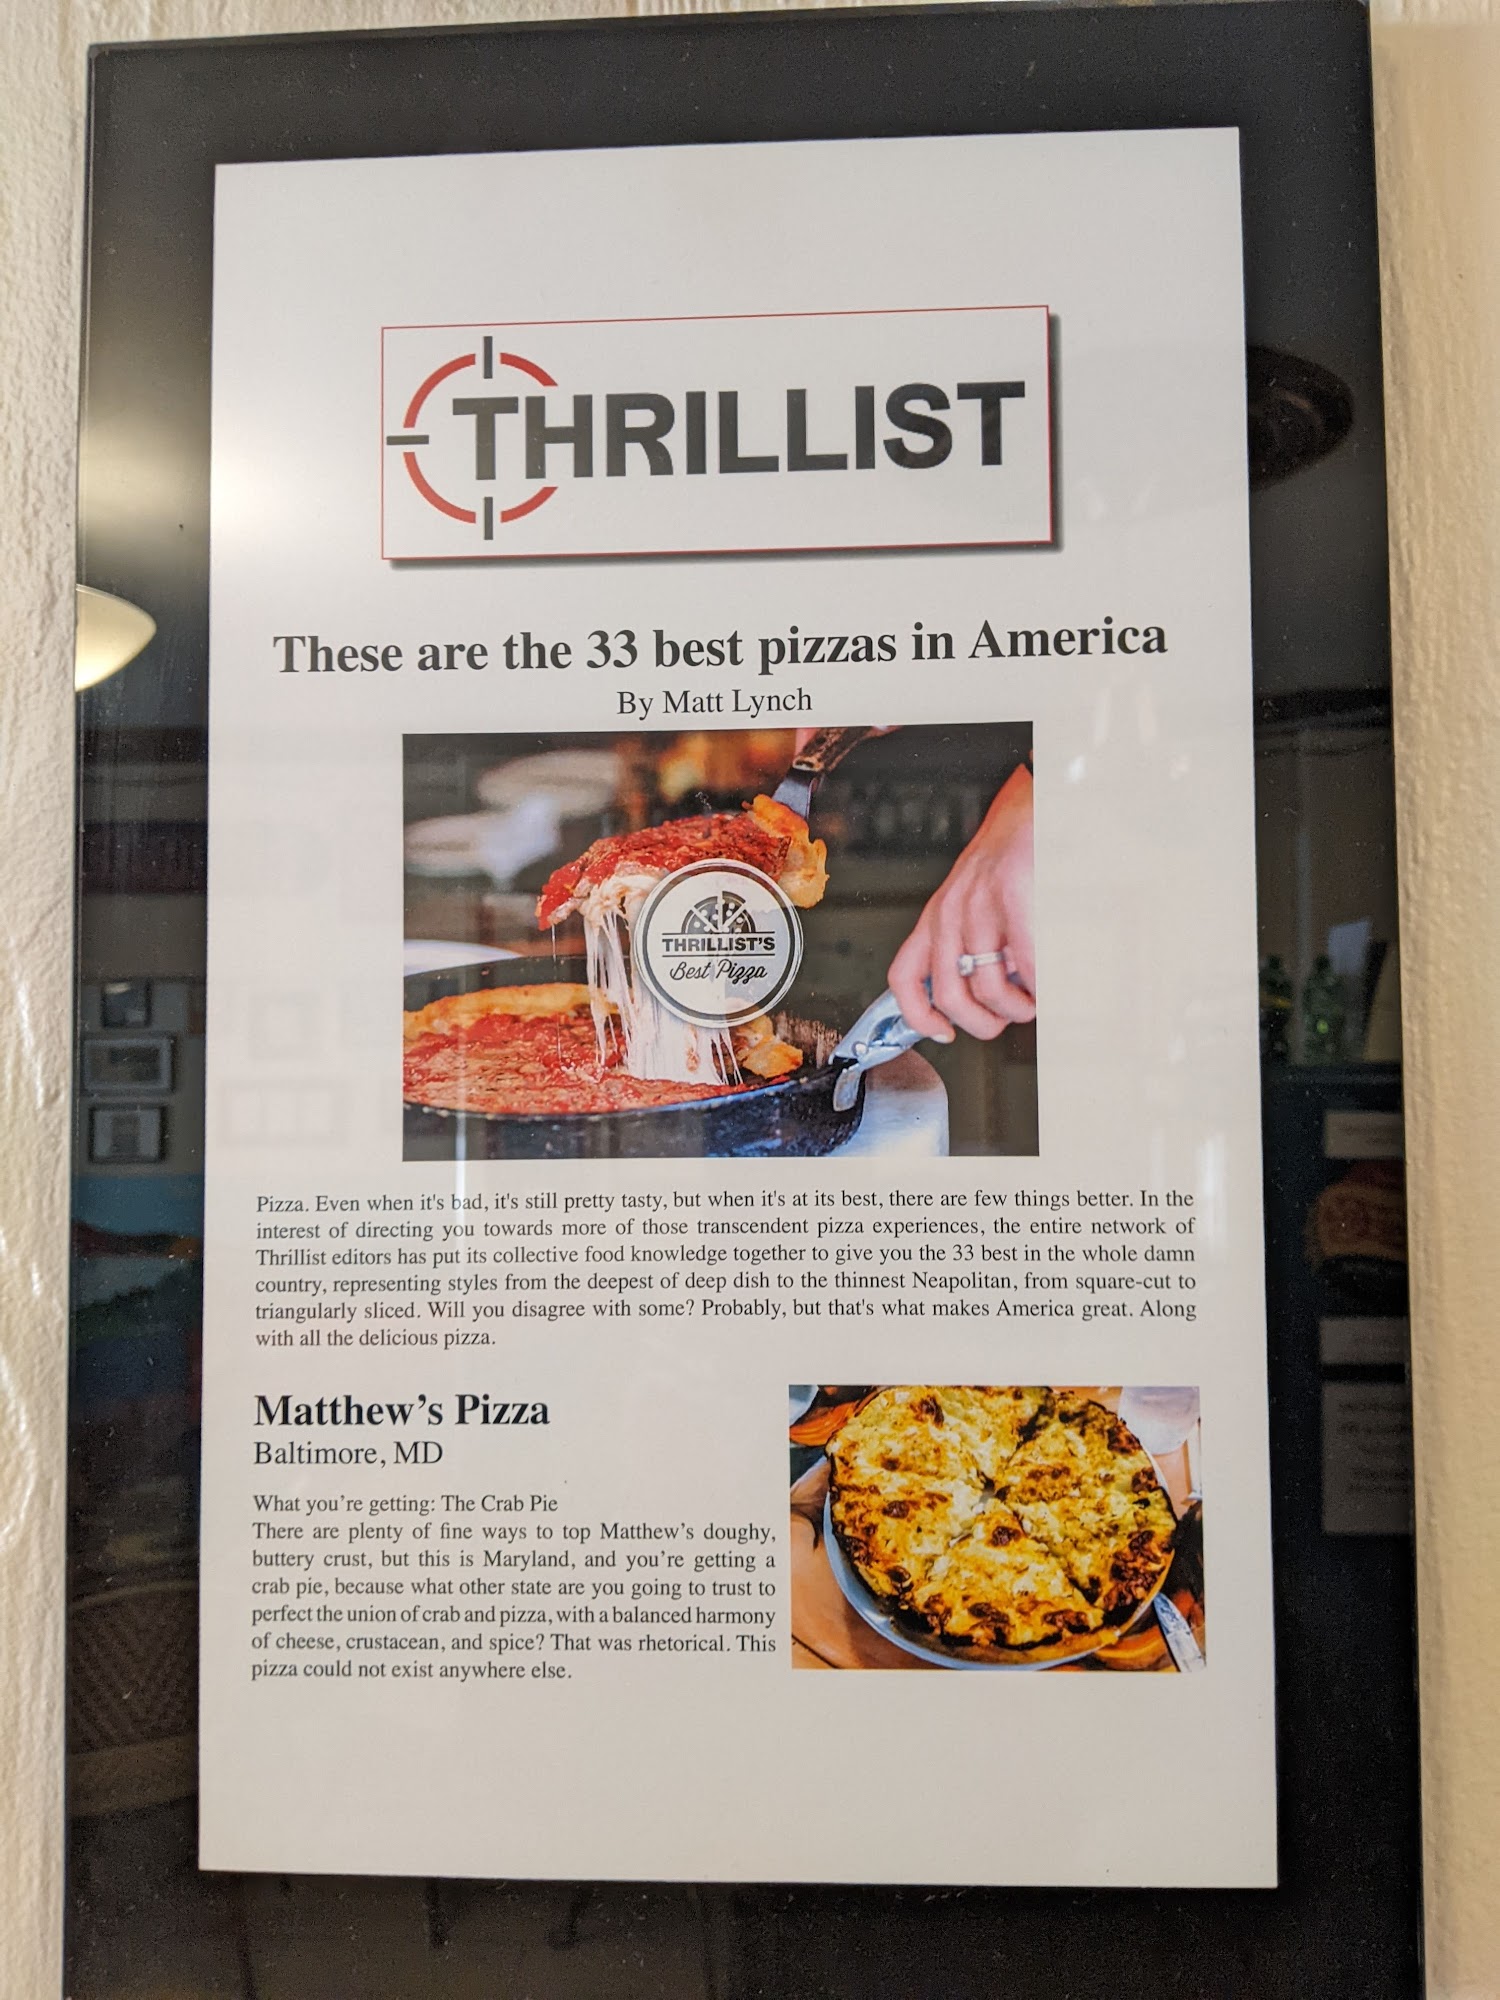 THRILLIST
These are the 33 best pizzas in America
By Matt Lynch
THRILLIST'S
Best Pizza
Pizza. Even when it's bad, it's still pretty tasty, but when it's at its best, there are few things better. In the
interest of directing you towards more of those transcendent pizza experiences, the entire network of
Thrillist editors has put its collective food knowledge together to give you the 33 best in the whole damn
country, representing styles from the deepest of deep dish to the thinnest Neapolitan, from square-cut to
triangularly sliced. Will you disagree with some? Probably, but that's what makes America great. Along
with all the delicious pizza.
Matthew's Pizza
Baltimore, MD
What you're getting: The Crab Pie
There are plenty of fine ways to top Matthew's doughy,
buttery crust, but this is Maryland, and you're getting a
crab pie, because what other state are you going to trust to
perfect the union of crab and pizza, with a balanced harmony
of cheese, crustacean, and spice? That was rhetorical. This
pizza could not exist anywhere else.